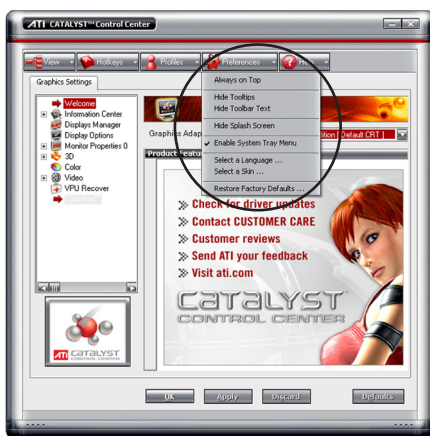 ATI CATALYST™ Control Center
View
Hotkeys
Profiles
Preferences
Help
Graphics Settings
Always on Top
Hide Tooltips
Hide Toolbar Text
Hide Splash Screen
Enable System Tray Menu
Select a Language ...
Select a Skin ...
Restore Factory Defaults ...
Welcome
Information Center
Displays Manager
Display Options
Monitor Properties 0
3D
Color
Video
VPU Recover
Graphics Adap
[Default CRT ]
Product Featu
Check for driver updates
Contact CUSTOMER CARE
Customer reviews
Send ATI your feedback
Visit ati.com
CATALYST
CONTROL CENTER
ATI CATALYST
CONTROL CENTER
OK
Apply
Discard
Defaults